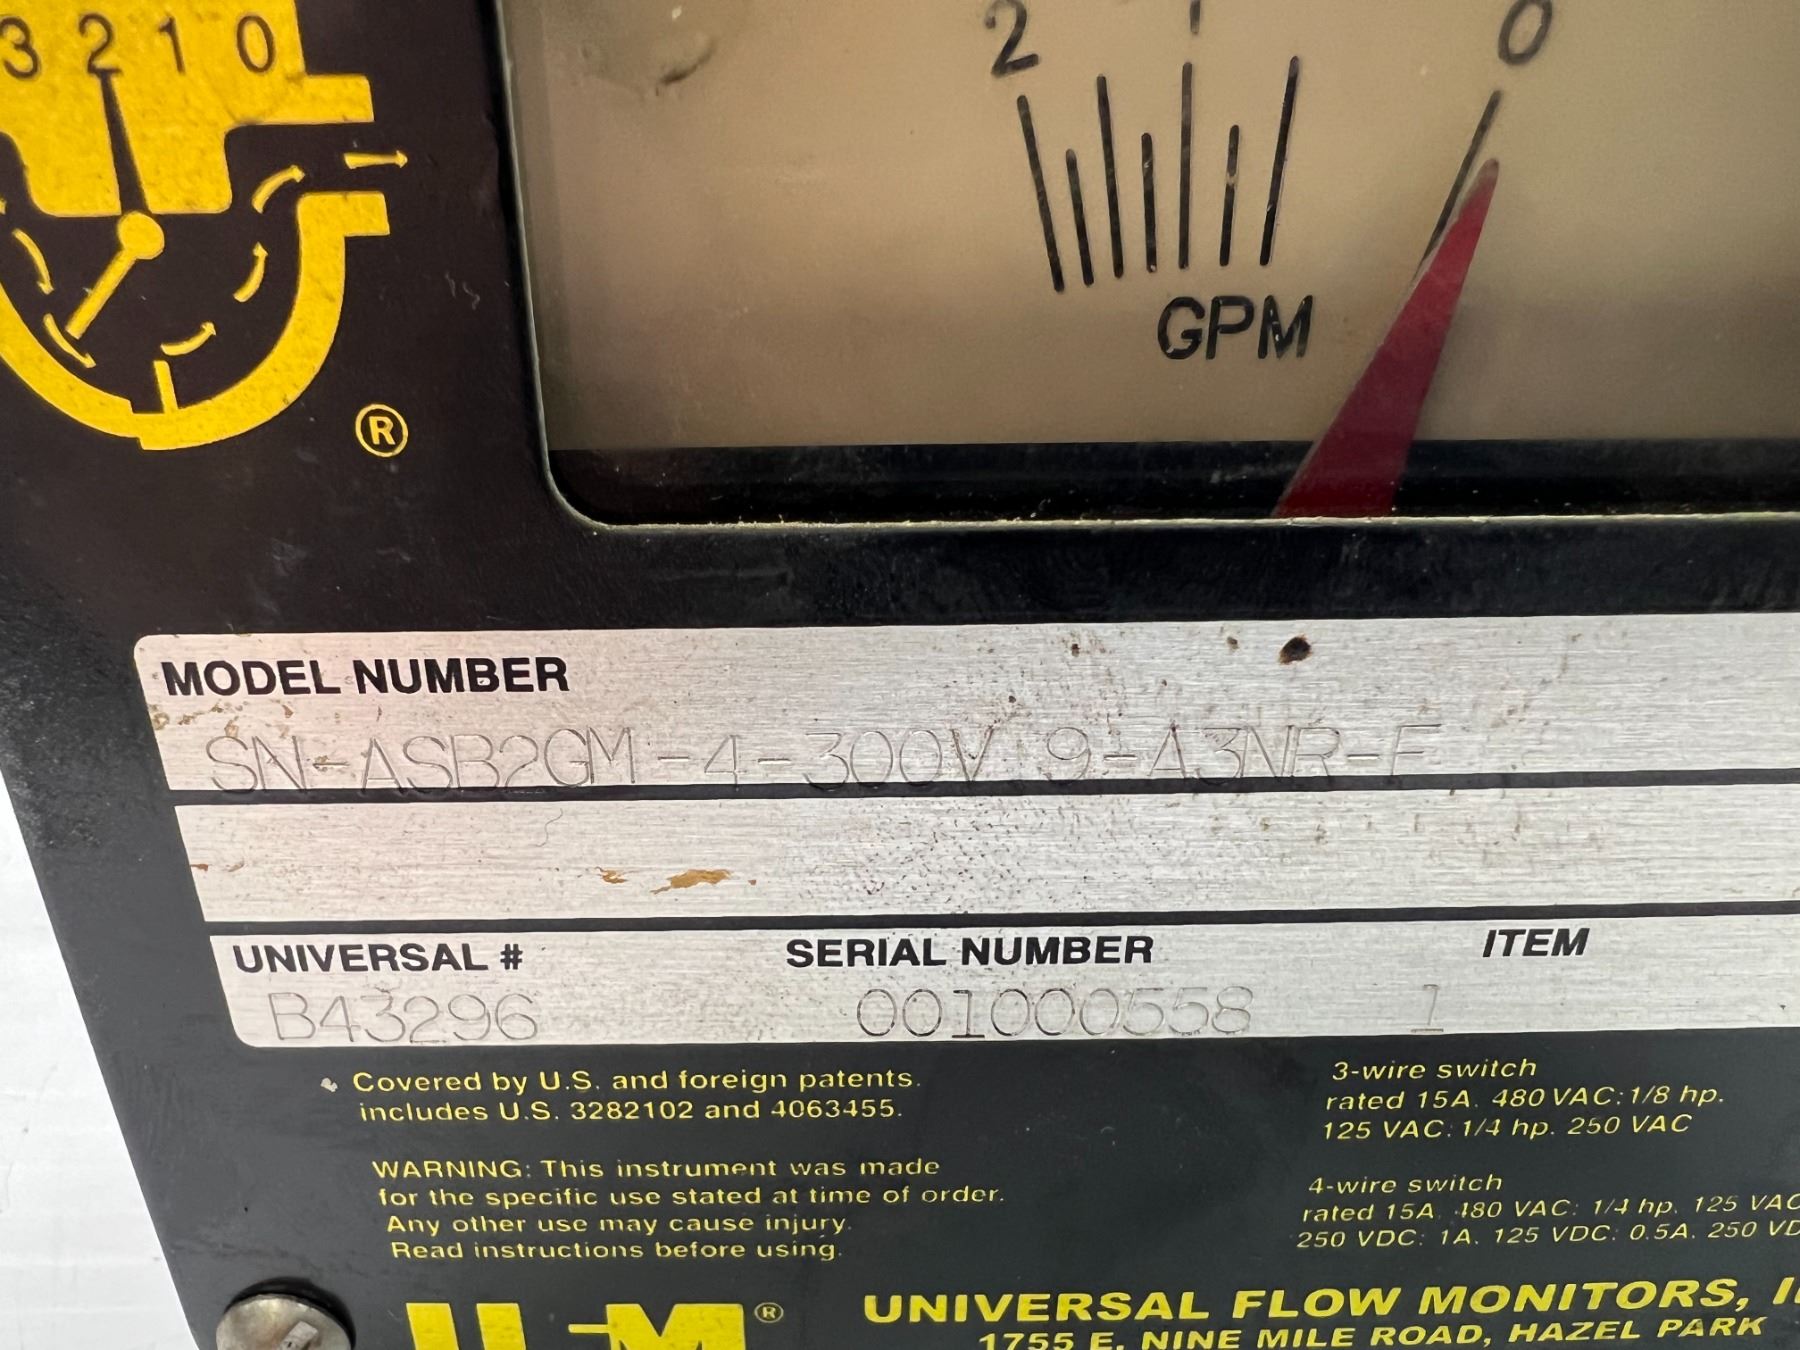 3 2 1 0
2 1 0
GPM
®
MODEL NUMBER
SN-ASB2GM-4-300V.9-A3NR-F
UNIVERSAL # SERIAL NUMBER ITEM
B43296 001000558 1
Covered by U.S. and foreign patents.
includes U.S. 3282102 and 4063455.
WARNING: This instrument was made
for the specific use stated at time of order.
Any other use may cause injury.
Read instructions before using.
3-wire switch
rated 15A. 480 VAC: 1/8 hp.
125 VAC: 1/4 hp. 250 VAC
4-wire switch
rated 15A. 480 VAC: 1/4 hp. 125 VAC
250 VDC: 1A. 125 VDC: 0.5A. 250
®
UNIVERSAL FLOW MONITORS,
1755 E. NINE MILE ROAD, HAZEL PARK